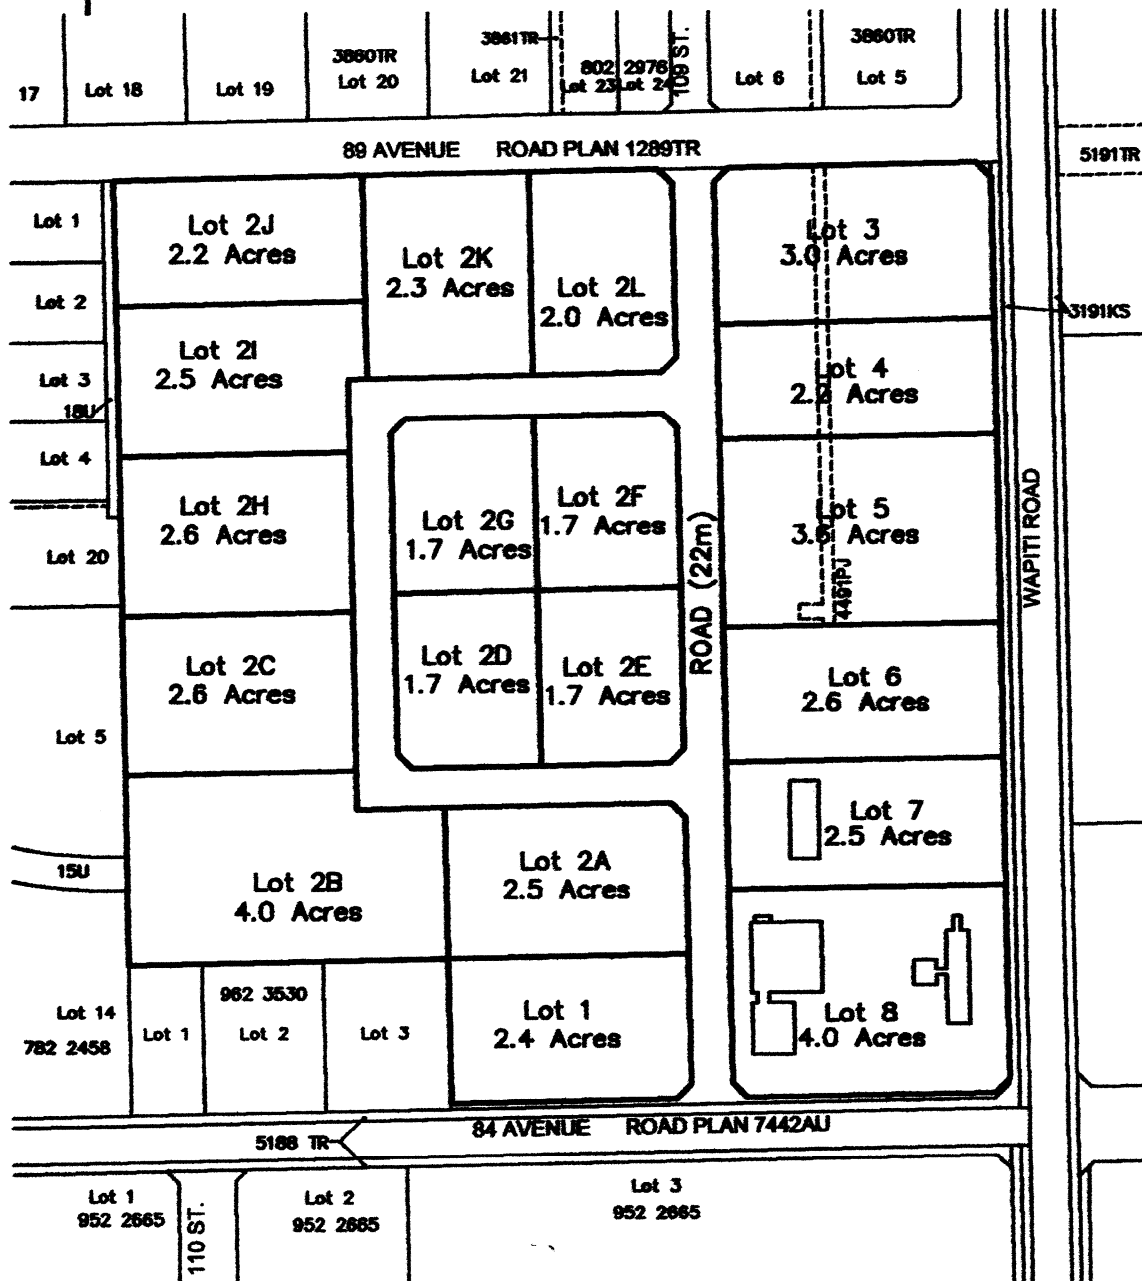 3860TR
3861TR
3860TR
802 2976
109 ST.
17
Lot 18
Lot 19
Lot 20
Lot 21
Lot 23
Lot 24
Lot 6
Lot 5
89 AVENUE ROAD PLAN 1289TR
5191TR
Lot 1
Lot 2J
2.2 Acres
Lot 2K
2.3 Acres
Lot 2L
2.0 Acres
Lot 3
3.0 Acres
Lot 2
3191KS
Lot 2I
2.5 Acres
Lot 3
18U
Lot 4
Acres
Lot 4
Lot 2H
2.6 Acres
Lot 2G
1.7 Acres
Lot 2F
1.7 Acres
ROAD (22m)
Lot 5
Acres
4491PJ
WAPITI ROAD
Lot 20
Lot 2C
2.6 Acres
Lot 2D
1.7 Acres
Lot 2E
1.7 Acres
Lot 6
2.6 Acres
Lot 5
Lot 7
2.5 Acres
15U
Lot 2B
4.0 Acres
Lot 2A
2.5 Acres
Lot 14
782 2458
Lot 1
962 3530
Lot 2
Lot 3
Lot 1
2.4 Acres
Lot 8
4.0 Acres
84 AVENUE ROAD PLAN 7442AU
5188 TR
Lot 1
952 2665
110 ST.
Lot 2
952 2665
Lot 3
952 2665